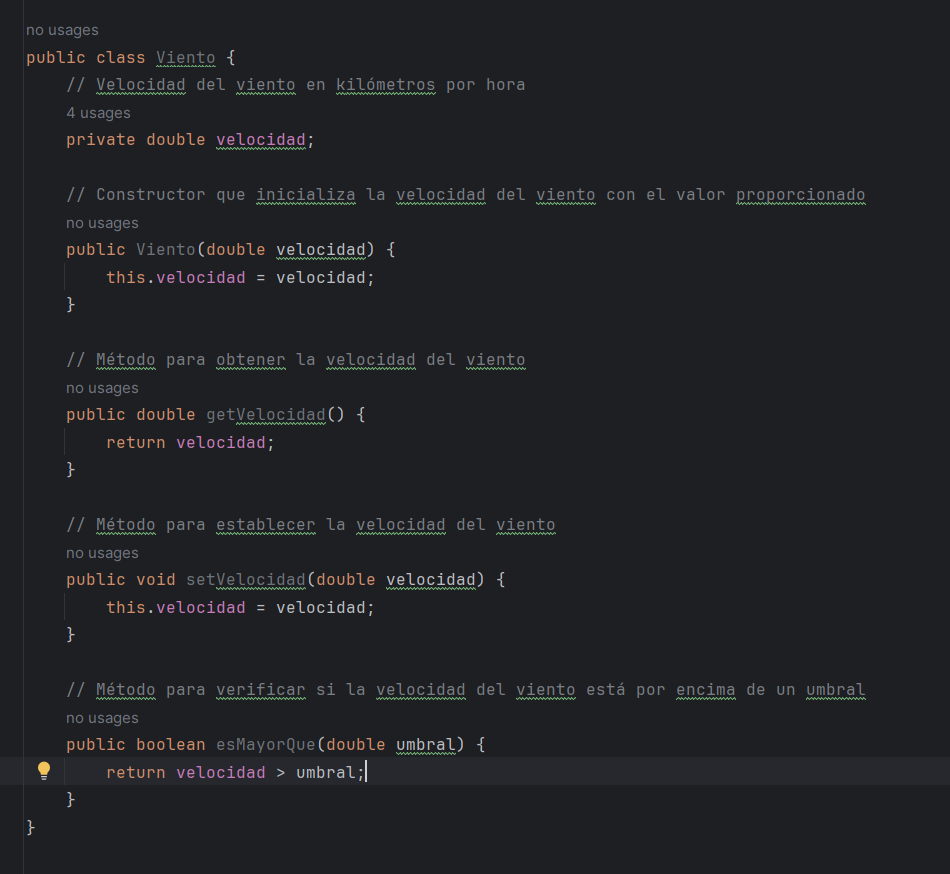 no usages
public class Viento {
// Velocidad del viento en kilómetros por hora
4 usages
private double velocidad;
// Constructor que inicializa la velocidad del viento con el valor proporcionado
no usages
public Viento(double velocidad) {
this.velocidad = velocidad;
}
// Método para obtener la velocidad del viento
no usages
public double getVelocidad() {
return velocidad;
}
// Método para establecer la velocidad del viento
no usages
public void setVelocidad(double velocidad) {
this.velocidad = velocidad;
}
// Método para verificar si la velocidad del viento está por encima de un umbral
no usages
public boolean esMayorQue(double umbral) {
return velocidad > umbral;
}
}